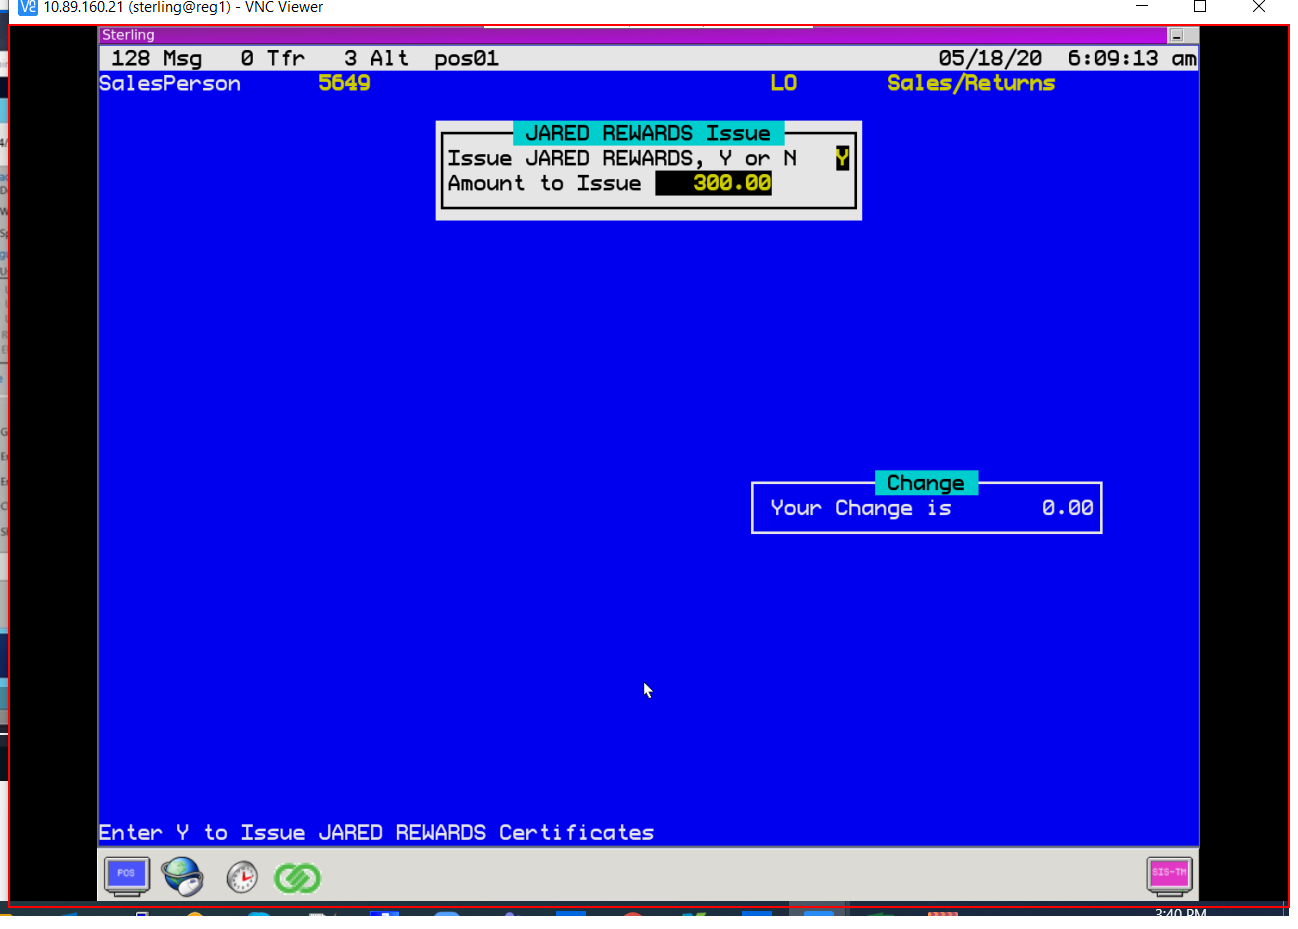 10.89.160.21 (sterling@reg1) - VNC Viewer
Sterling
128 Msg 0 Tfr 3 Alt pos01 05/18/20 6:09:13 am
SalesPerson 5649 LO Sales/Returns
JARED REWARDS Issue
Issue JARED REWARDS, Y or N Y
Amount to Issue 300.00
Change
Your Change is 0.00
Enter Y to Issue JARED REWARDS Certificates
POS
SIS-TM
3:40 PM